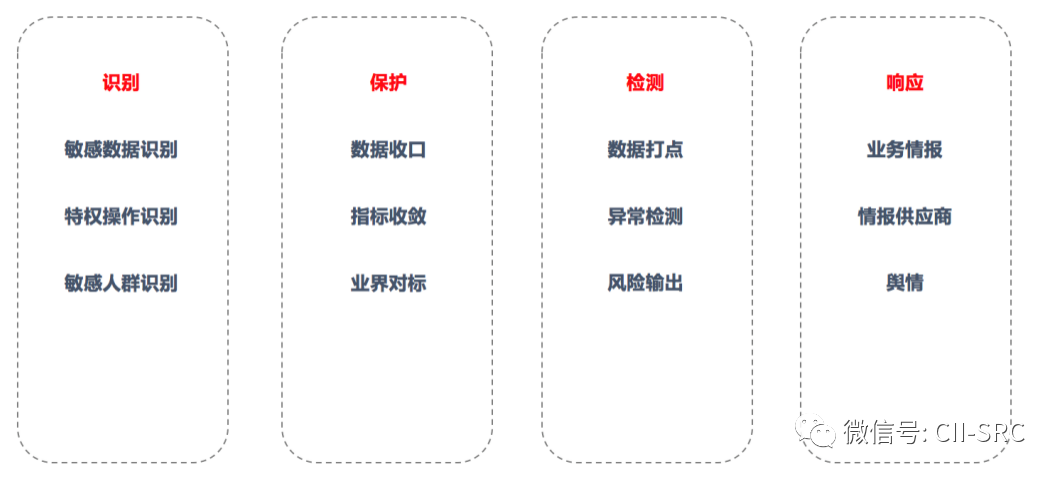 识别
敏感数据识别
特权操作识别
敏感人群识别
保护
数据收口
指标收敛
业界对标
检测
数据打点
异常检测
风险输出
响应
业务情报
情报供应商
舆情
微信号: CII-SRC